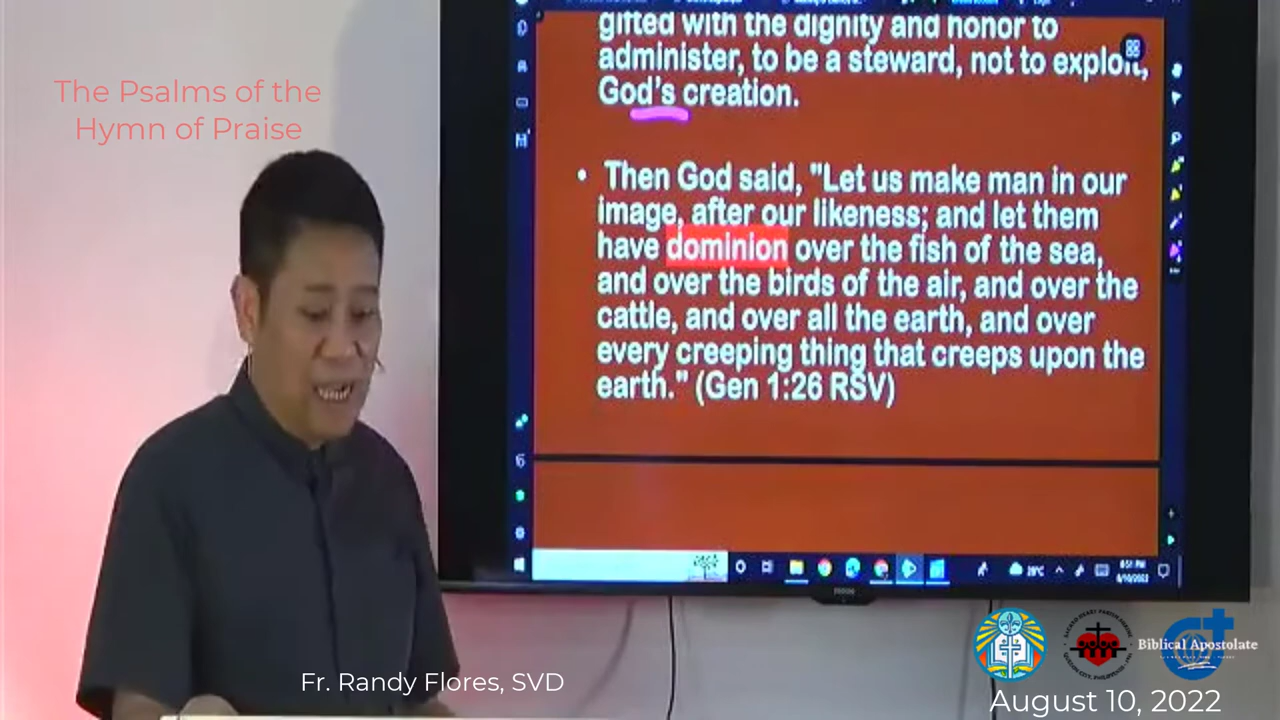 The Psalms of the
Hymn of Praise
gifted with the dignity and honor to
administer, to be a steward, not to exploit,
God's creation.
• Then God said, "Let us make man in our
image, after our likeness; and let them
have dominion over the fish of the sea,
and over the birds of the air, and over the
cattle, and over all the earth, and over
every creeping thing that creeps upon the
earth." (Gen 1:26 RSV)
Fr. Randy Flores, SVD
Biblical Apostolate
August 10, 2022